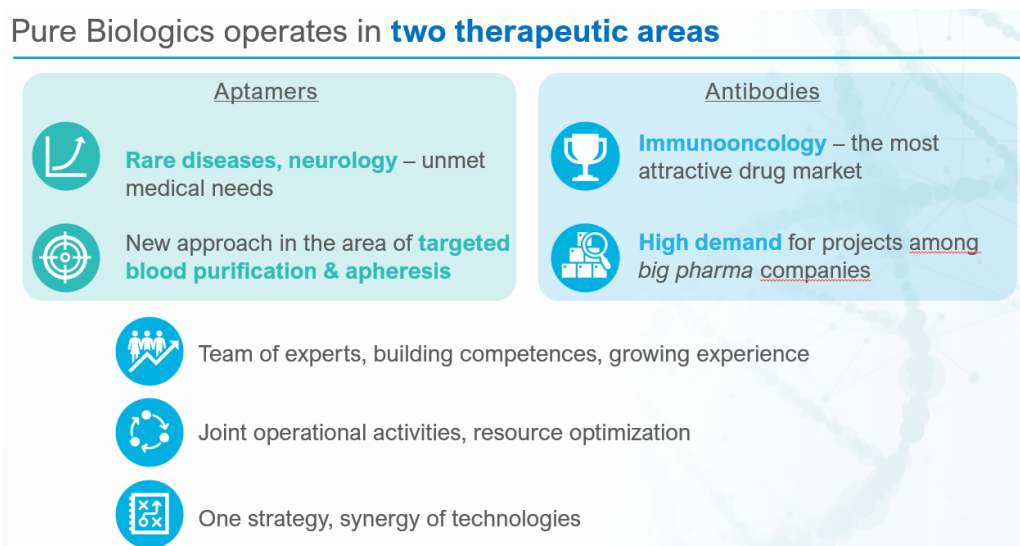 Pure Biologics operates in two therapeutic areas
Aptamers
Rare diseases, neurology – unmet
medical needs
New approach in the area of targeted
blood purification & apheresis
Antibodies
Immunooncology – the most
attractive drug market
High demand for projects among
big pharma companies
Team of experts, building competences, growing experience
Joint operational activities, resource optimization
One strategy, synergy of technologies